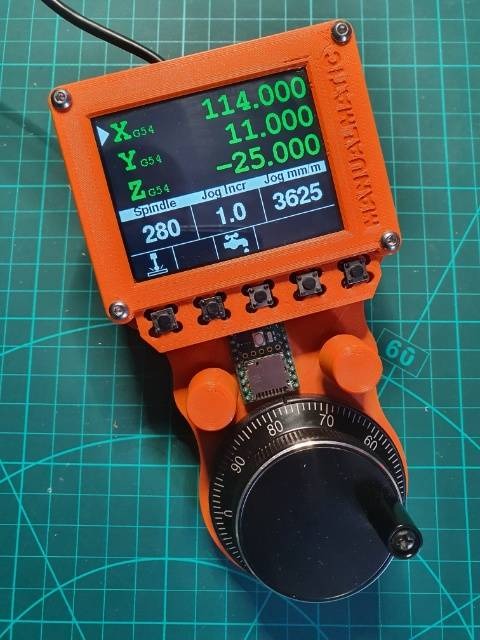 X G54 114.000
Y G54 11.000
Z G54 -25.000
Spindle Jog Incr Jog mm/m
280 1.0 3625
MANUALMATIC
60
90 80 70 60
0